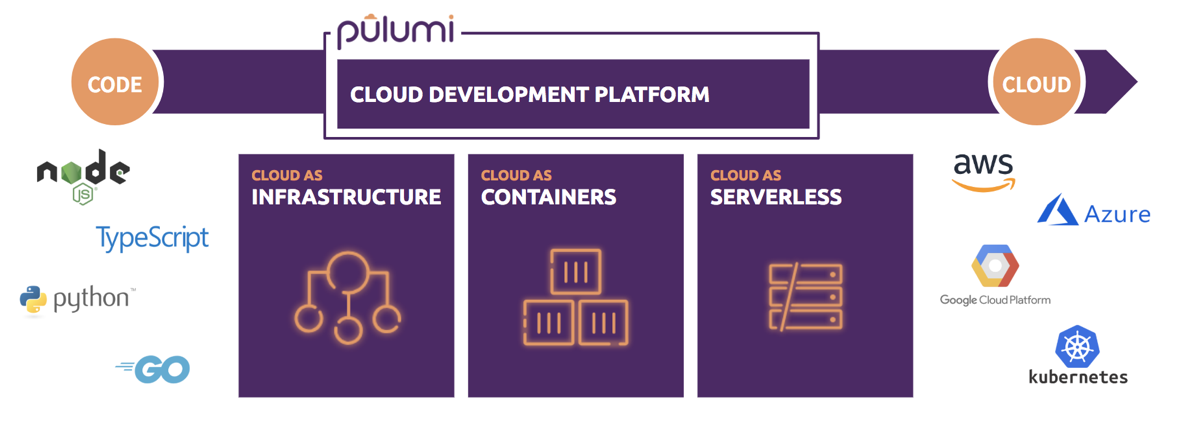 pulumi
CODE
CLOUD DEVELOPMENT PLATFORM
CLOUD
node
JS
TypeScript
python™
GO
CLOUD AS
INFRASTRUCTURE
CLOUD AS
CONTAINERS
CLOUD AS
SERVERLESS
aws
Azure
Google Cloud Platform
kubernetes